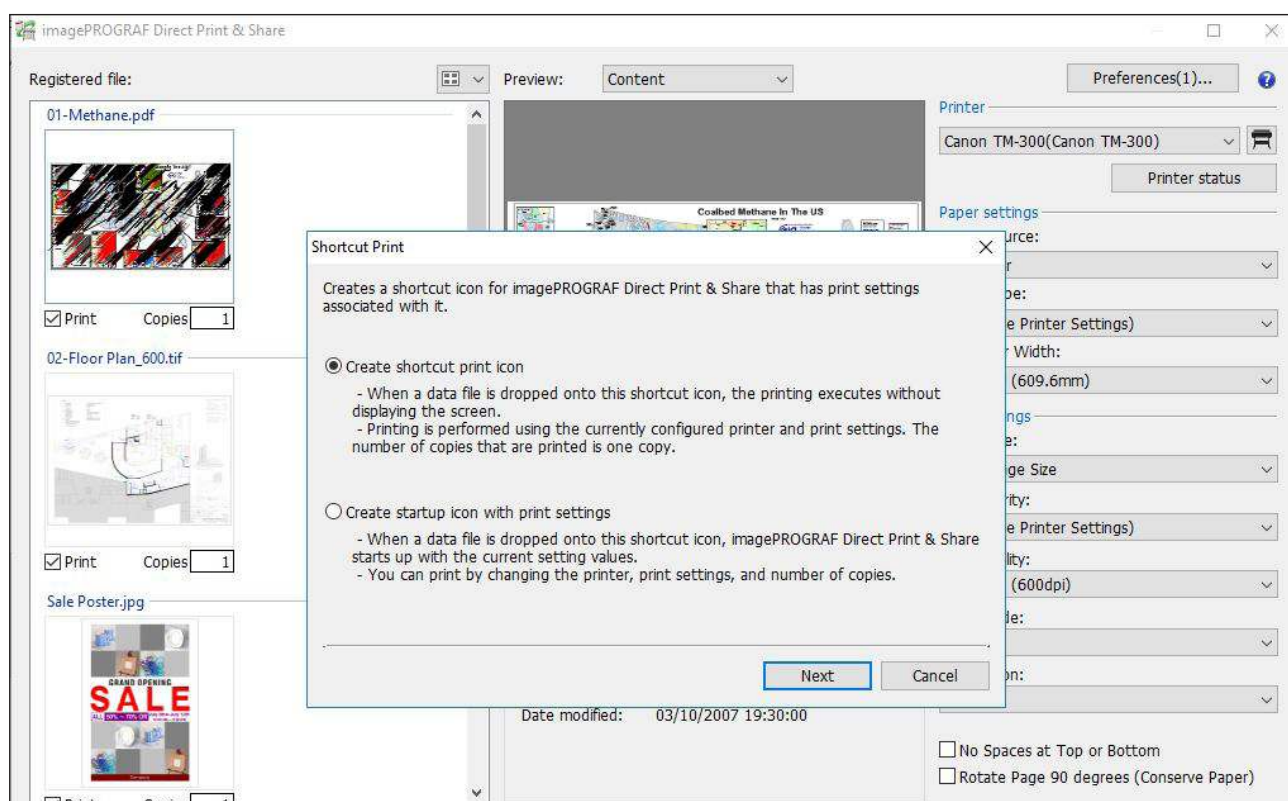 imagePROGRAF Direct Print & Share
Registered file:
Preview:
Content
Preferences(1)...
01-Methane.pdf
Print
Copies
1
02-Floor Plan_600.tif
Print
Copies
1
Sale Poster.jpg
GRAND OPENING
SALE
Coalbed Methane In The US
Printer
Canon TM-300(Canon TM-300)
Printer status
Paper settings
Shortcut Print
Creates a shortcut icon for imagePROGRAF Direct Print & Share that has print settings
associated with it.
Create shortcut print icon
- When a data file is dropped onto this shortcut icon, the printing executes without
displaying the screen.
- Printing is performed using the currently configured printer and print settings. The
number of copies that are printed is one copy.
Create startup icon with print settings
- When a data file is dropped onto this shortcut icon, imagePROGRAF Direct Print & Share
starts up with the current setting values.
- You can print by changing the printer, print settings, and number of copies.
Next
Cancel
Printer Settings)
Width:
(609.6mm)
Size
Printer Settings)
(600dpi)
Date modified: 03/10/2007 19:30:00
No Spaces at Top or Bottom
Rotate Page 90 degrees (Conserve Paper)